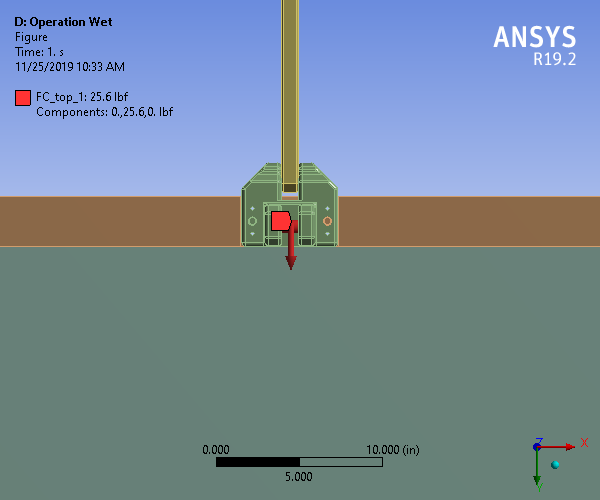 D: Operation Wet
Figure
Time: 1. s
11/25/2019 10:33 AM
FC_top_1: 25.6 lbf
Components: 0.,25.6,0. lbf
ANSYS
R19.2
0.000
10.000 (in)
5.000
Z
X